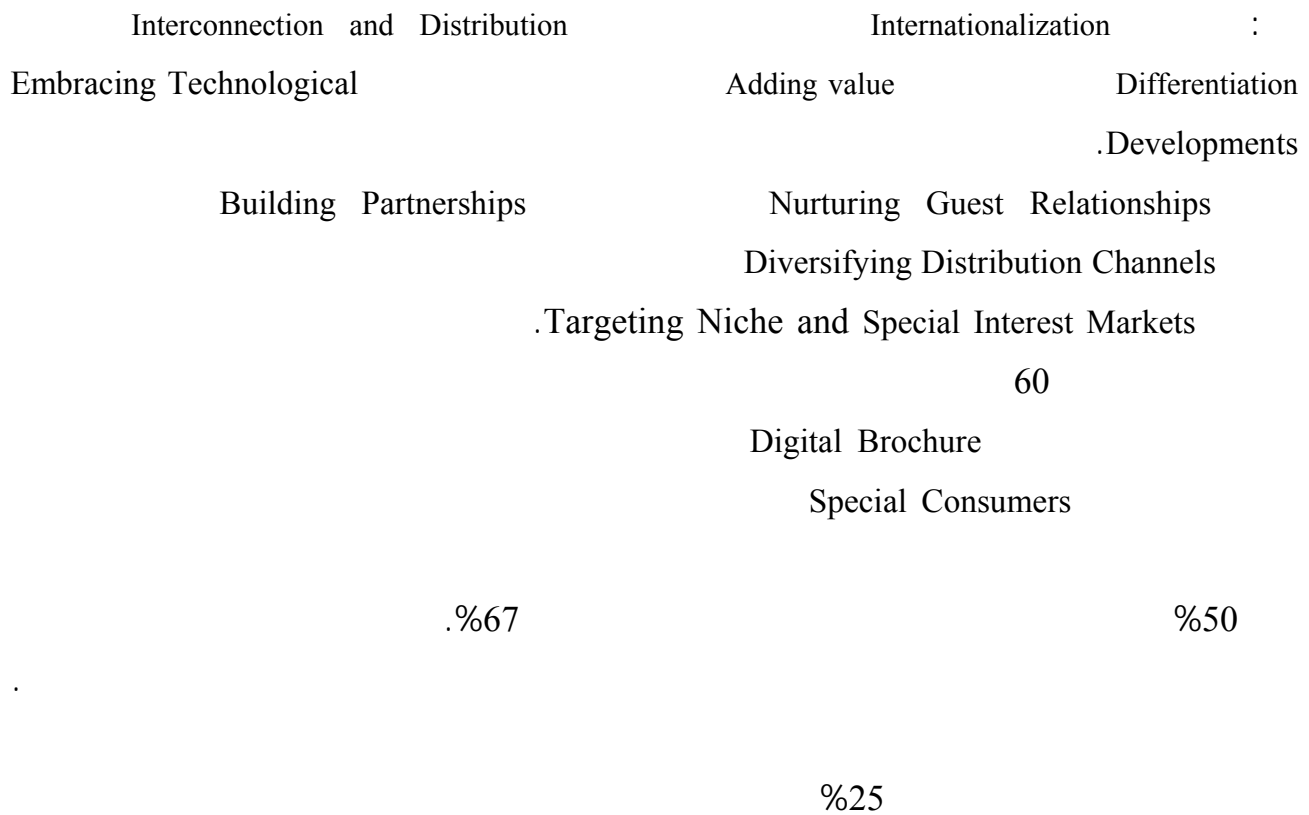 : Internationalization Interconnection and Distribution
Differentiation Adding value Embracing Technological
.Developments
Nurturing Guest Relationships Building Partnerships
Diversifying Distribution Channels
.Targeting Niche and Special Interest Markets
60
Digital Brochure
Special Consumers
%50 .%67
.
%25